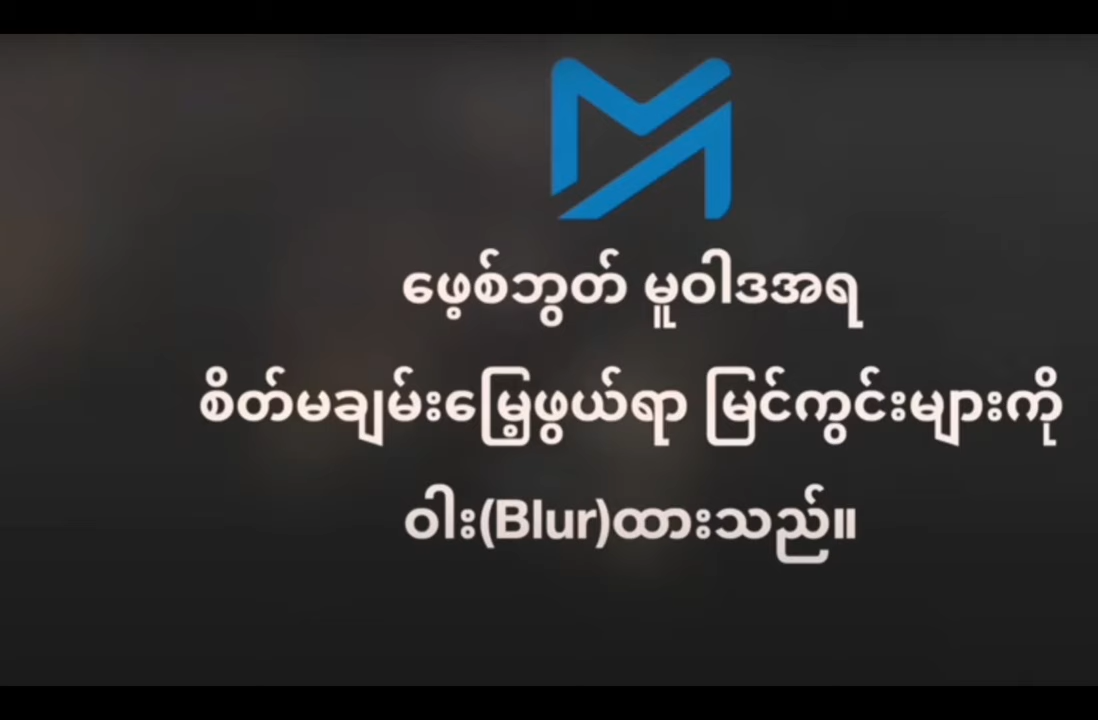 ဖေ့စ်ဘွတ် မူဝါဒအရ
စိတ်မချမ်းမြေ့ဖွယ်ရာ မြင်ကွင်းများကို
ဝါး(Blur)ထားသည်။